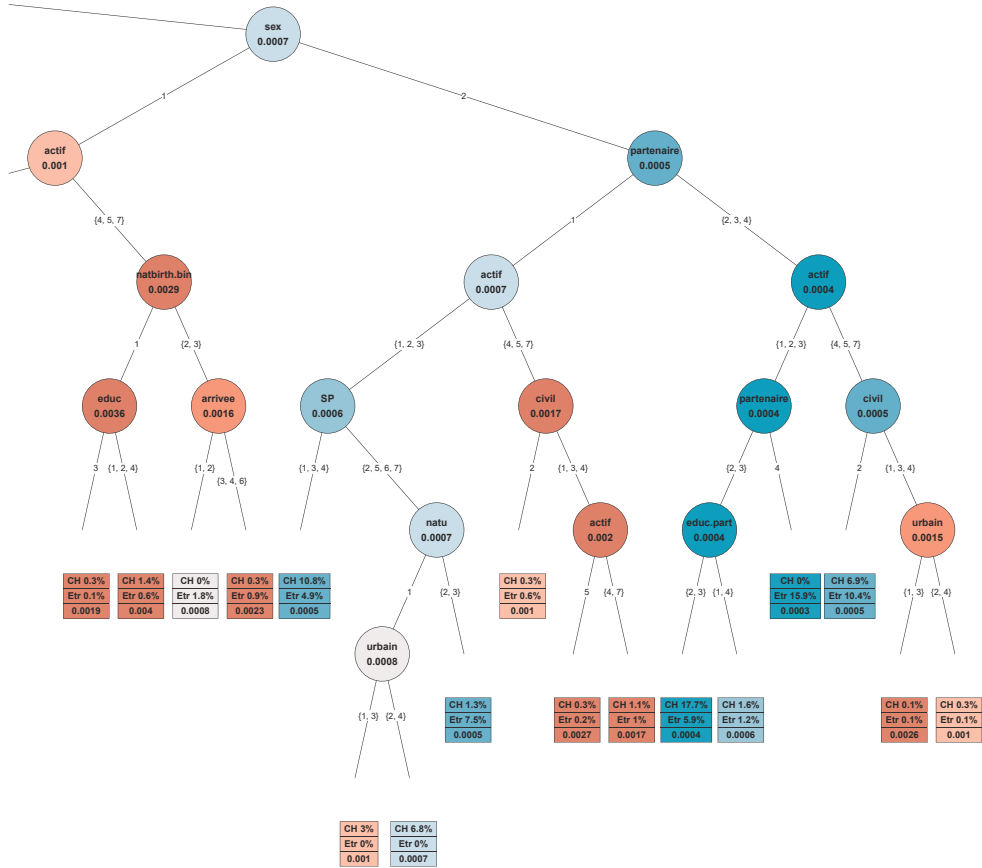 sex
0.0007
1
2
actif
0.001
partenaire
0.0005
{4, 5, 7}
1
{2, 3, 4}
natbirth.bin
0.0029
actif
0.0007
actif
0.0004
1
{2, 3}
{1, 2, 3}
{4, 5, 7}
{1, 2, 3}
{4, 5, 7}
educ
0.0036
arrivee
0.0016
SP
0.0006
civil
0.0017
partenaire
0.0004
civil
0.0005
3
{1, 2, 4}
{1, 2}
{3, 4, 6}
{1, 3, 4}
{2, 5, 6, 7}
2
{1, 3, 4}
{2, 3}
4
2
{1, 3, 4}
natu
0.0007
actif
0.002
educ.part
0.0004
urbain
0.0015
CH 0.3%
Etr 0.1%
0.0019
CH 1.4%
Etr 0.6%
0.004
CH 0%
Etr 1.8%
0.0008
CH 0.3%
Etr 0.9%
0.0023
CH 10.8%
Etr 4.9%
0.0005
1
{2, 3}
CH 0.3%
Etr 0.6%
0.001
5
{4, 7}
{2, 3}
{1, 4}
CH 0%
Etr 15.9%
0.0003
CH 6.9%
Etr 10.4%
0.0005
{1, 3}
{2, 4}
urbain
0.0008
{1, 3}
{2, 4}
CH 1.3%
Etr 7.5%
0.0005
CH 0.3%
Etr 0.2%
0.0027
CH 1.1%
Etr 1%
0.0017
CH 17.7%
Etr 5.9%
0.0004
CH 1.6%
Etr 1.2%
0.0006
CH 0.1%
Etr 0.1%
0.0026
CH 0.3%
Etr 0.1%
0.001
CH 3%
Etr 0%
0.001
CH 6.8%
Etr 0%
0.0007